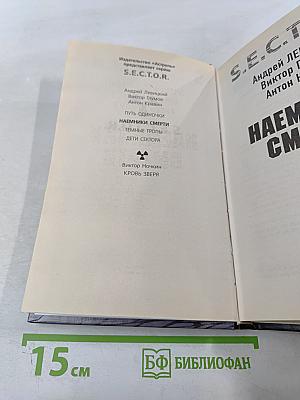 Издательство «Астрель»
представляет серию
S.E.C.T.O.R.
Андрей Левицкий
Виктор Глумов
Антон Кравин
ПУТЬ ОДИНОЧКИ
НАЕМНИКИ СМЕРТИ
ТЕМНЫЕ ТРОПЫ
ДЕТИ СЕКТОРА
Виктор Ночкин
КРОВЬ ЗВЕРЯ
S.E.C.T
Андрей ЛЕ
Виктор Г
Антон К
НАЕМ
СМ
15 см
БФ БИБЛИОФАН